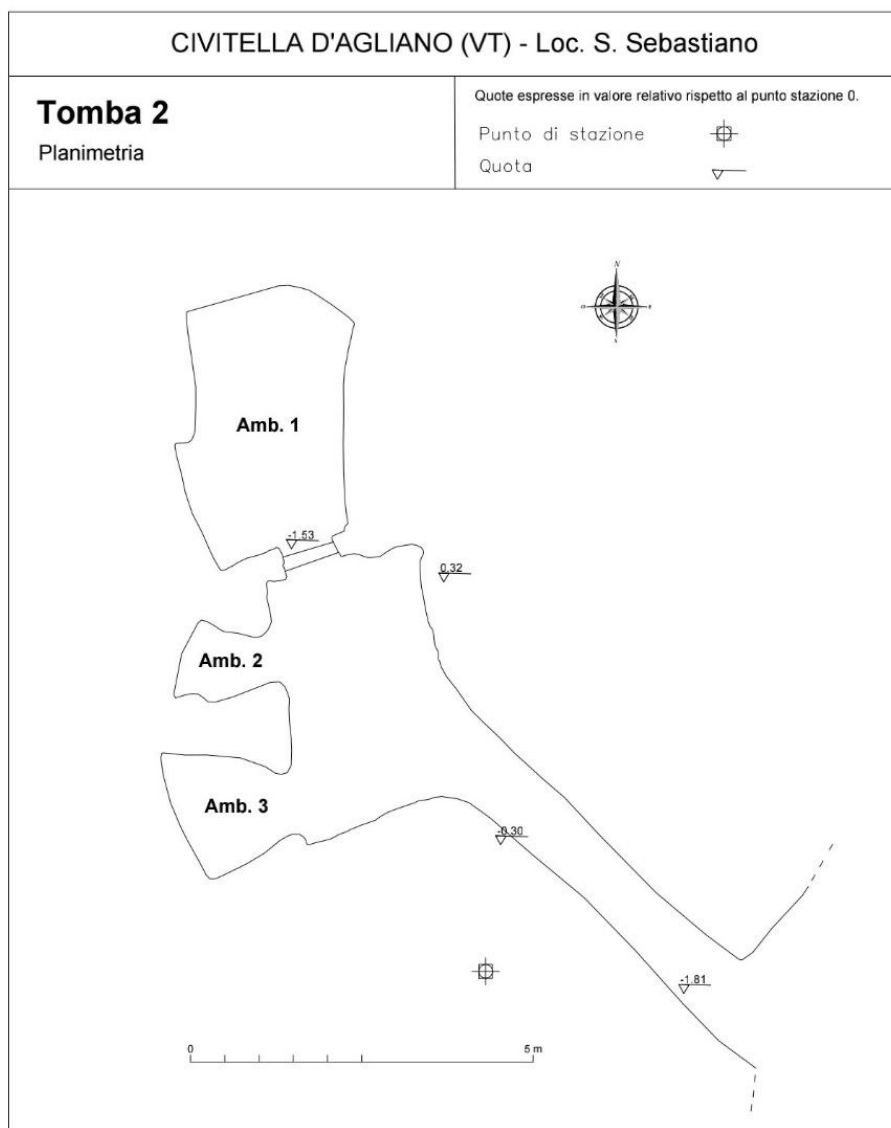 CIVITELLA D'AGLIANO (VT) - Loc. S. Sebastiano
Tomba 2
Planimetria
Quote espresse in valore relativo rispetto al punto stazione 0.
Punto di stazione
Quota
N
Amb. 1
-1.53
0.32
Amb. 2
Amb. 3
-0.30
-1.81
0
5 m